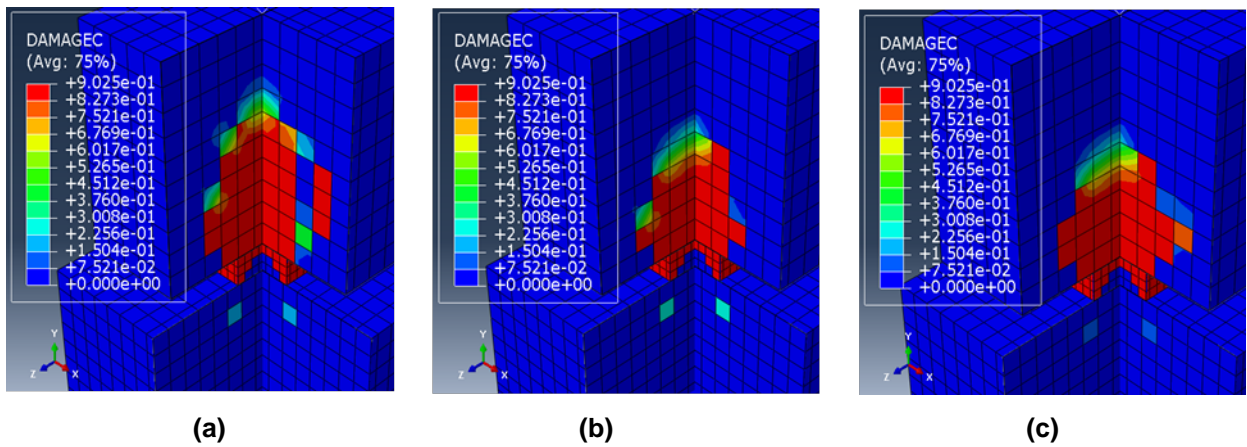 DAMAGEC
(Avg: 75%)
+9.025e-01
+8.273e-01
+7.521e-01
+6.769e-01
+6.017e-01
+5.265e-01
+4.512e-01
+3.760e-01
+3.008e-01
+2.256e-01
+1.504e-01
+7.521e-02
+0.000e+00
Y
Z
X
DAMAGEC
(Avg: 75%)
+9.025e-01
+8.273e-01
+7.521e-01
+6.769e-01
+6.017e-01
+5.265e-01
+4.512e-01
+3.760e-01
+3.008e-01
+2.256e-01
+1.504e-01
+7.521e-02
+0.000e+00
Y
Z
X
DAMAGEC
(Avg: 75%)
+9.025e-01
+8.273e-01
+7.521e-01
+6.769e-01
+6.017e-01
+5.265e-01
+4.512e-01
+3.760e-01
+3.008e-01
+2.256e-01
+1.504e-01
+7.521e-02
+0.000e+00
Y
Z
X
(a)
(b)
(c)